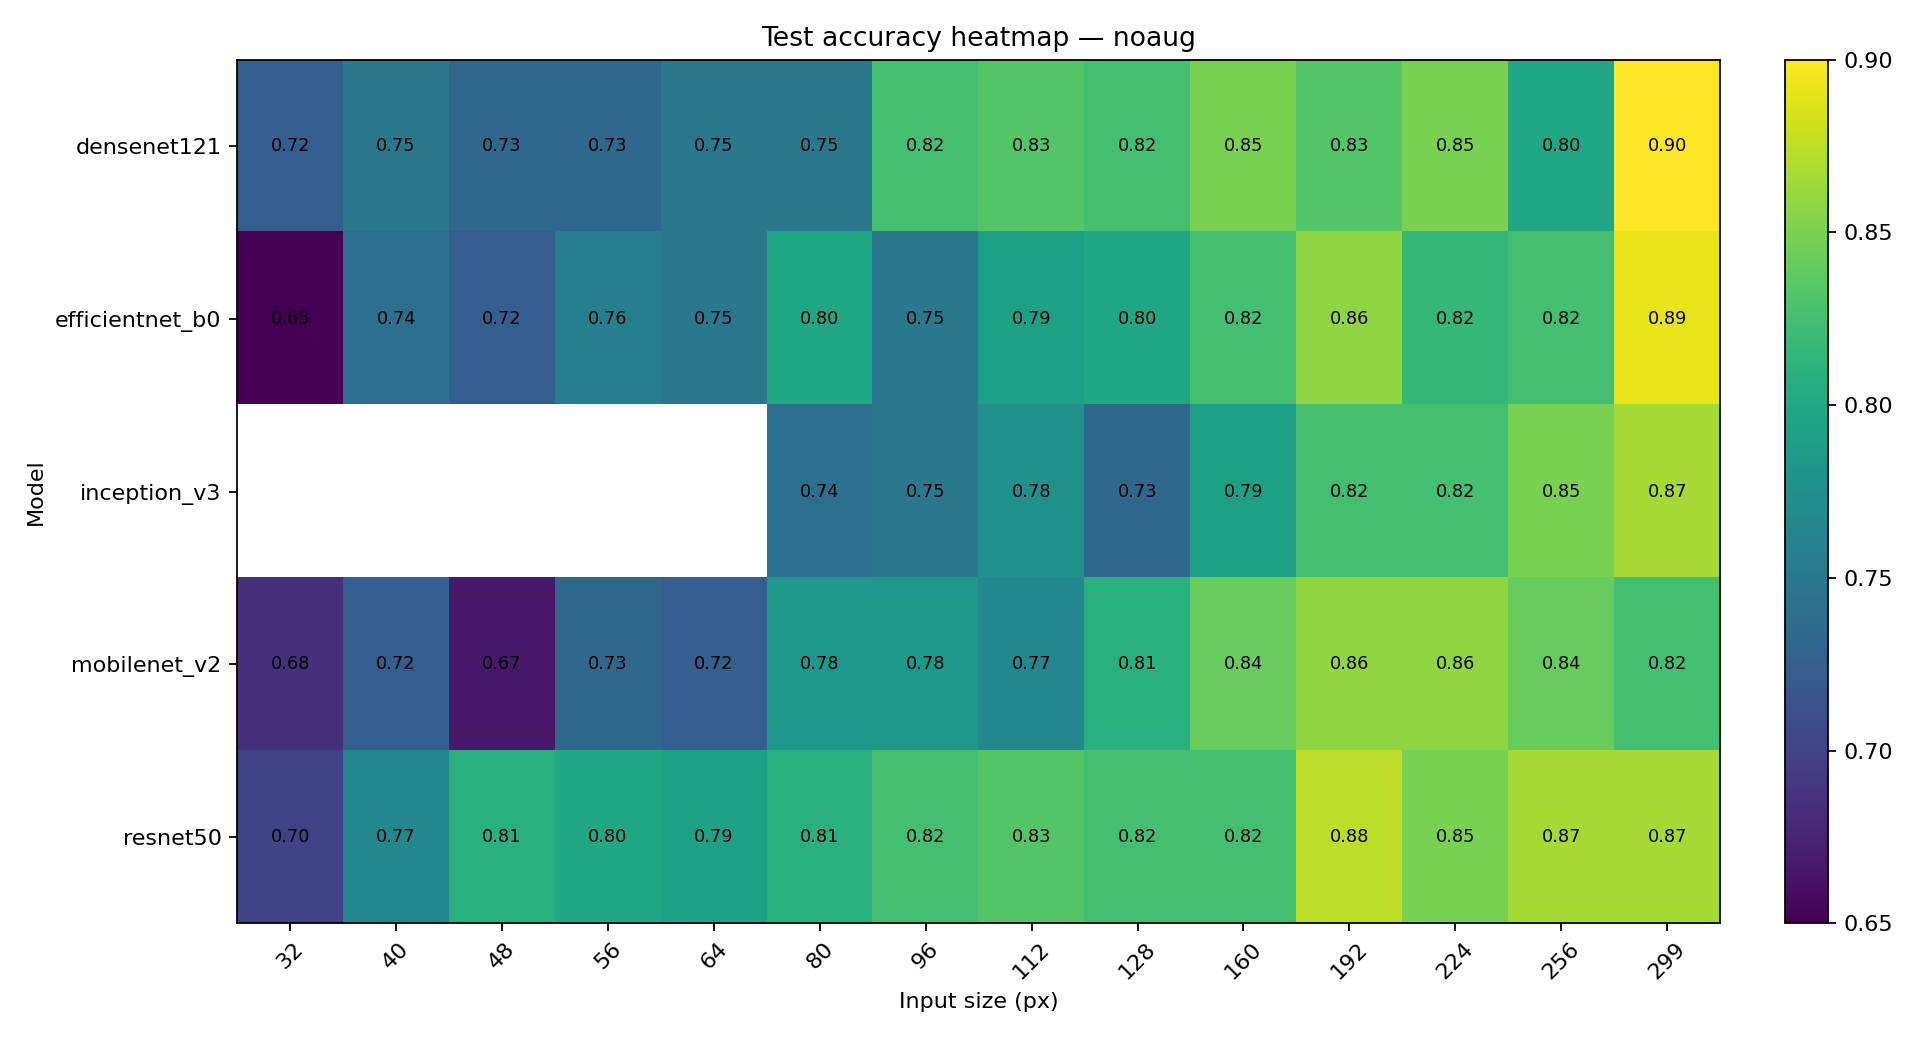 Test accuracy heatmap — noaug
densenet121 0.72 0.75 0.73 0.73 0.75 0.75 0.82 0.83 0.82 0.85 0.83 0.85 0.80 0.90
efficientnet_b0 0.65 0.74 0.72 0.76 0.75 0.80 0.75 0.79 0.80 0.82 0.86 0.82 0.82 0.89
inception_v3 0.74 0.75 0.78 0.73 0.79 0.82 0.82 0.85 0.87
mobilenet_v2 0.68 0.72 0.67 0.73 0.72 0.78 0.78 0.77 0.81 0.84 0.86 0.86 0.84 0.82
resnet50 0.70 0.77 0.81 0.80 0.79 0.81 0.82 0.83 0.82 0.82 0.88 0.85 0.87 0.87
32 40 48 56 64 80 96 112 128 160 192 224 256 299
Input size (px)
Model
0.90
0.85
0.80
0.75
0.70
0.65